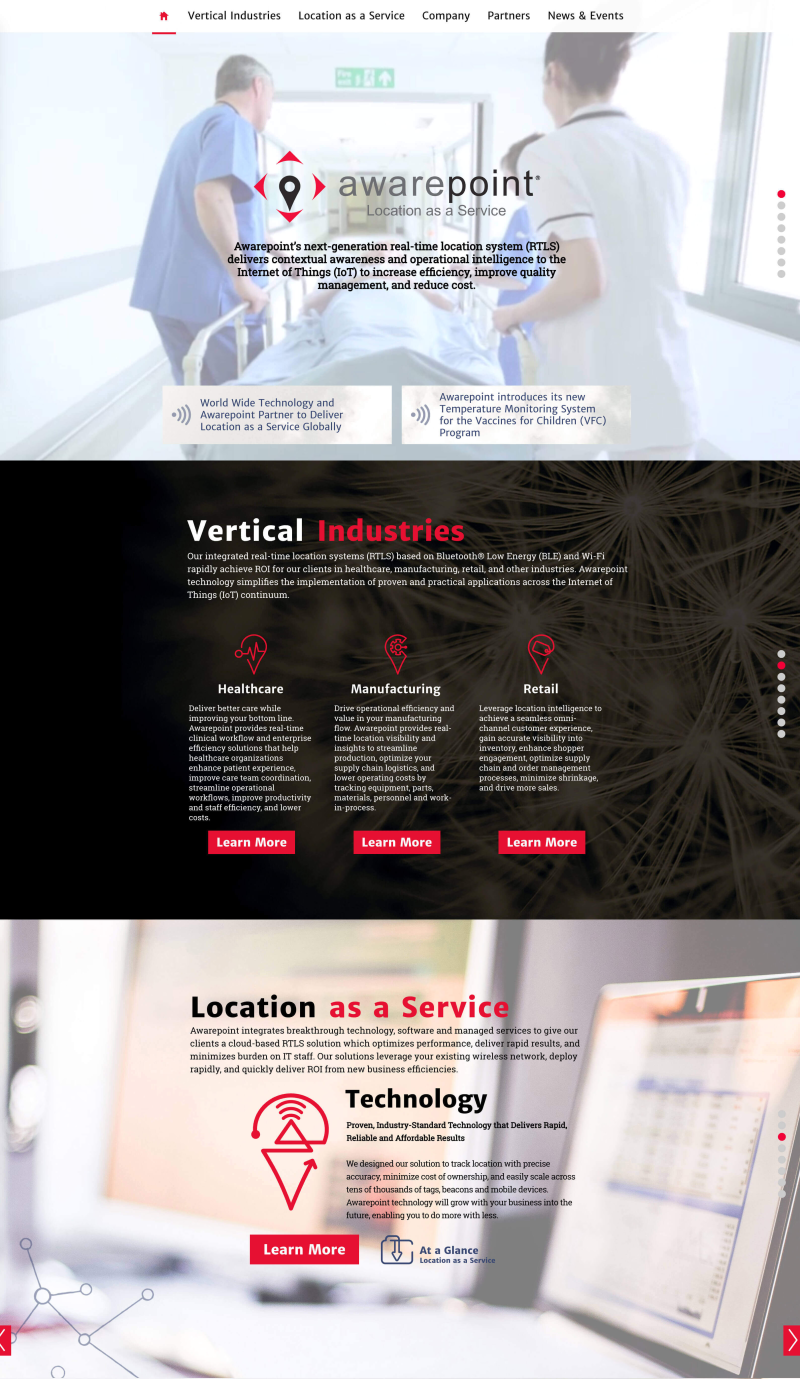 Vertical Industries Location as a Service Company Partners News & Events
Fire exit
awarepoint®
Location as a Service
Awarepoint's next-generation real-time location system (RTLS)
delivers contextual awareness and operational intelligence to the
Internet of Things (IoT) to increase efficiency, improve quality
management, and reduce cost.
World Wide Technology and
Awarepoint Partner to Deliver
Location as a Service Globally
Awarepoint introduces its new
Temperature Monitoring System
for the Vaccines for Children (VFC)
Program
Vertical Industries
Our integrated real-time location systems (RTLS) based on Bluetooth® Low Energy (BLE) and Wi-Fi
rapidly achieve ROI for our clients in healthcare, manufacturing, retail, and other industries. Awarepoint
technology simplifies the implementation of proven and practical applications across the Internet of
Things (IoT) continuum.
Healthcare
Deliver better care while
improving your bottom line.
Awarepoint provides real-time
clinical workflow and enterprise
efficiency solutions that help
healthcare organizations
enhance patient experience,
improve care team coordination,
streamline operational
workflows, improve productivity
and staff efficiency, and lower
costs.
Learn More
Manufacturing
Drive operational efficiency and
value in your manufacturing
flow. Awarepoint provides real-
time location visibility and
insights to streamline
production, optimize your
supply chain logistics, and
lower operating costs by
tracking equipment, parts,
materials, personnel and work-
in-process.
Learn More
Retail
Leverage location intelligence to
achieve a seamless omni-
channel customer experience,
gain accurate visibility into
inventory, enhance shopper
engagement, optimize supply
chain and order management
processes, minimize shrinkage,
and drive more sales.
Learn More
Location as a Service
Awarepoint integrates breakthrough technology, software and managed services to give our
clients a cloud-based RTLS solution which optimizes performance, deliver rapid results, and
minimizes burden on IT staff. Our solutions leverage your existing wireless network, deploy
rapidly, and quickly deliver ROI from new business efficiencies.
Technology
Proven, Industry-Standard Technology that Delivers Rapid,
Reliable and Affordable Results
We designed our solution to track location with precise
accuracy, minimize cost of ownership, and easily scale across
tens of thousands of tags, beacons and mobile devices.
Awarepoint technology will grow with your business into the
future, enabling you to do more with less.
Learn More
At a Glance
Location as a Service